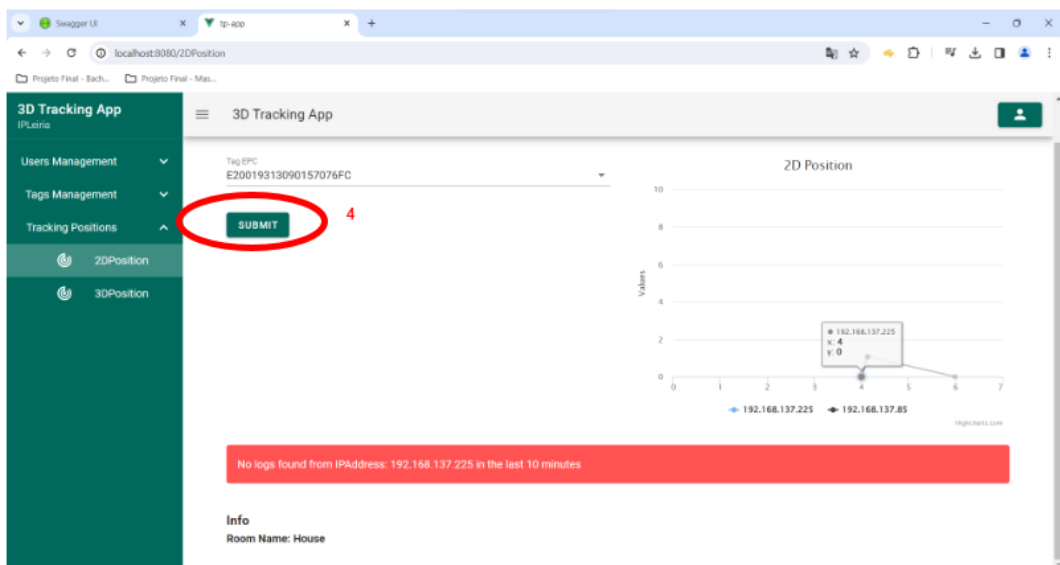 Swagger UI
tp-app
localhost:8080/2DPosition
Projeto Final - Bach...
Projeto Final - Mas...
3D Tracking App
IPLeiria
3D Tracking App
Users Management
Tags Management
Tracking Positions
2DPosition
3DPosition
Tag EPC
E20019313090157076FC
SUBMIT
4
2D Position
Values
10
8
6
4
2
0
0 1 2 3 4 5 6 7
192.168.137.225
x: 4
y: 0
192.168.137.225 192.168.137.85
Highcharts.com
No logs found from IPAddress: 192.168.137.225 in the last 10 minutes
Info
Room Name: House